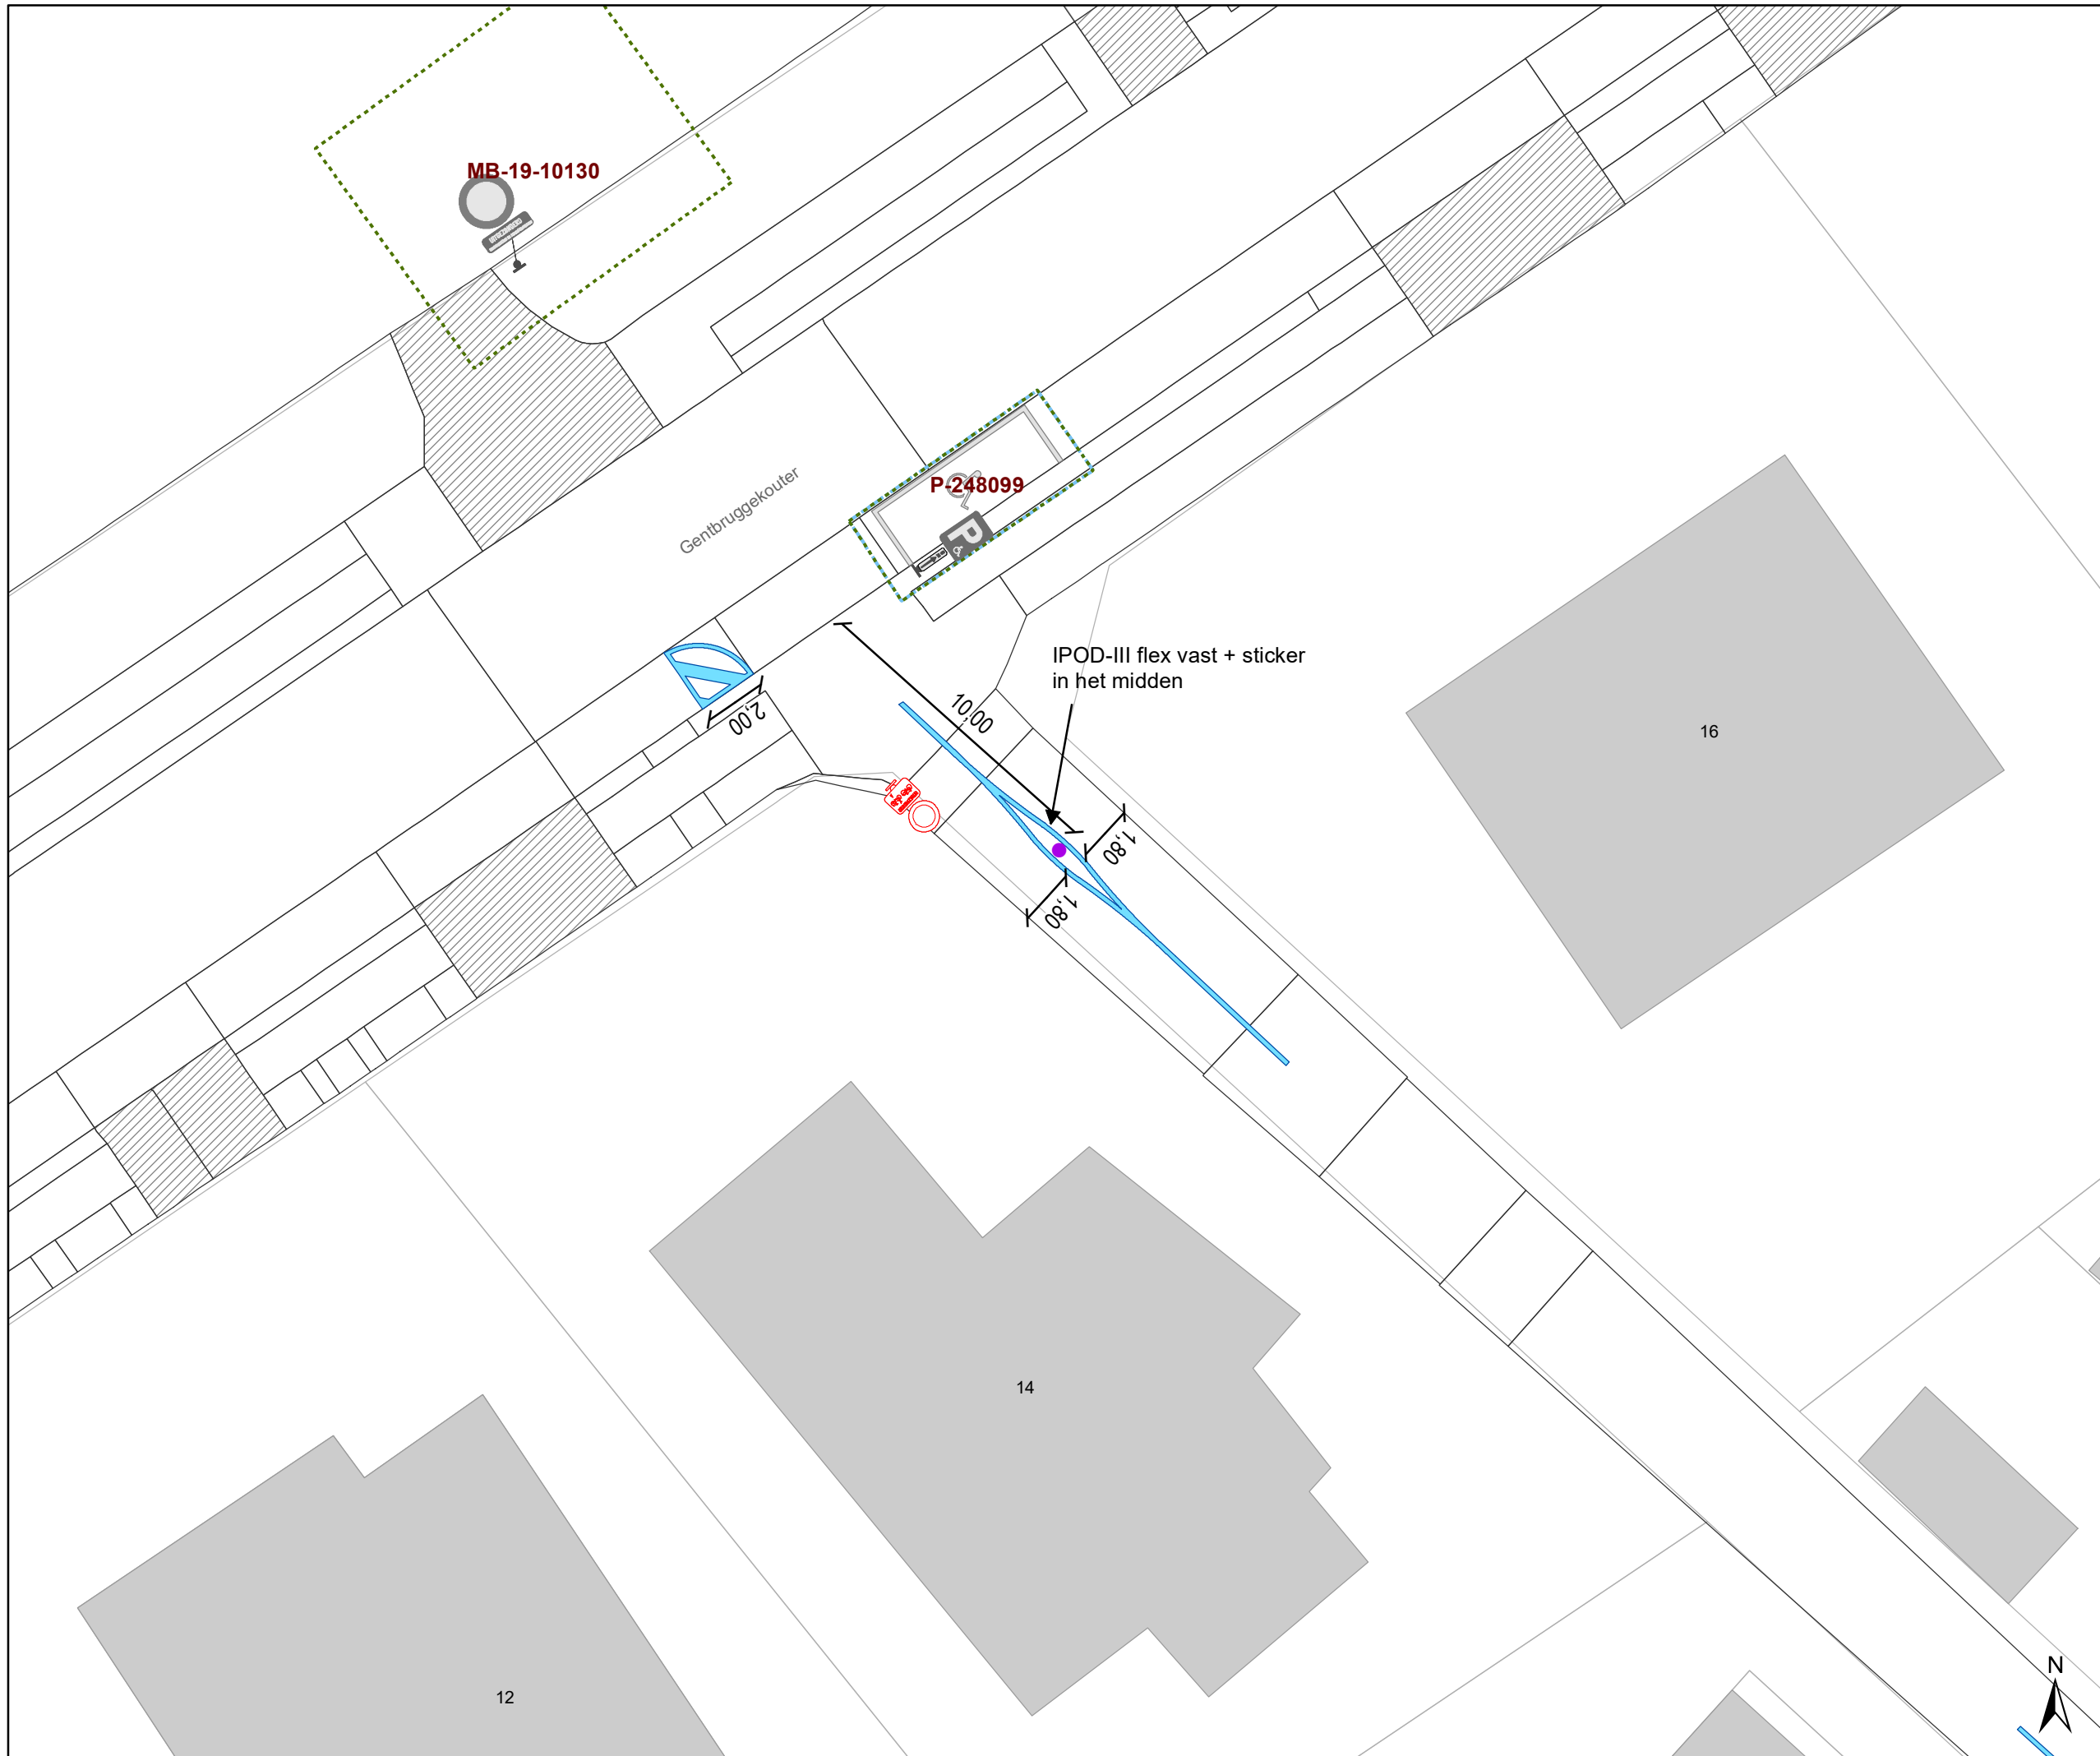 MB-19-10130
P-248099
P
Gentbruggekouter
IPOD-III flex vast + sticker
in het midden
10,00
2,00
16
1,80
1,80
14
12
N